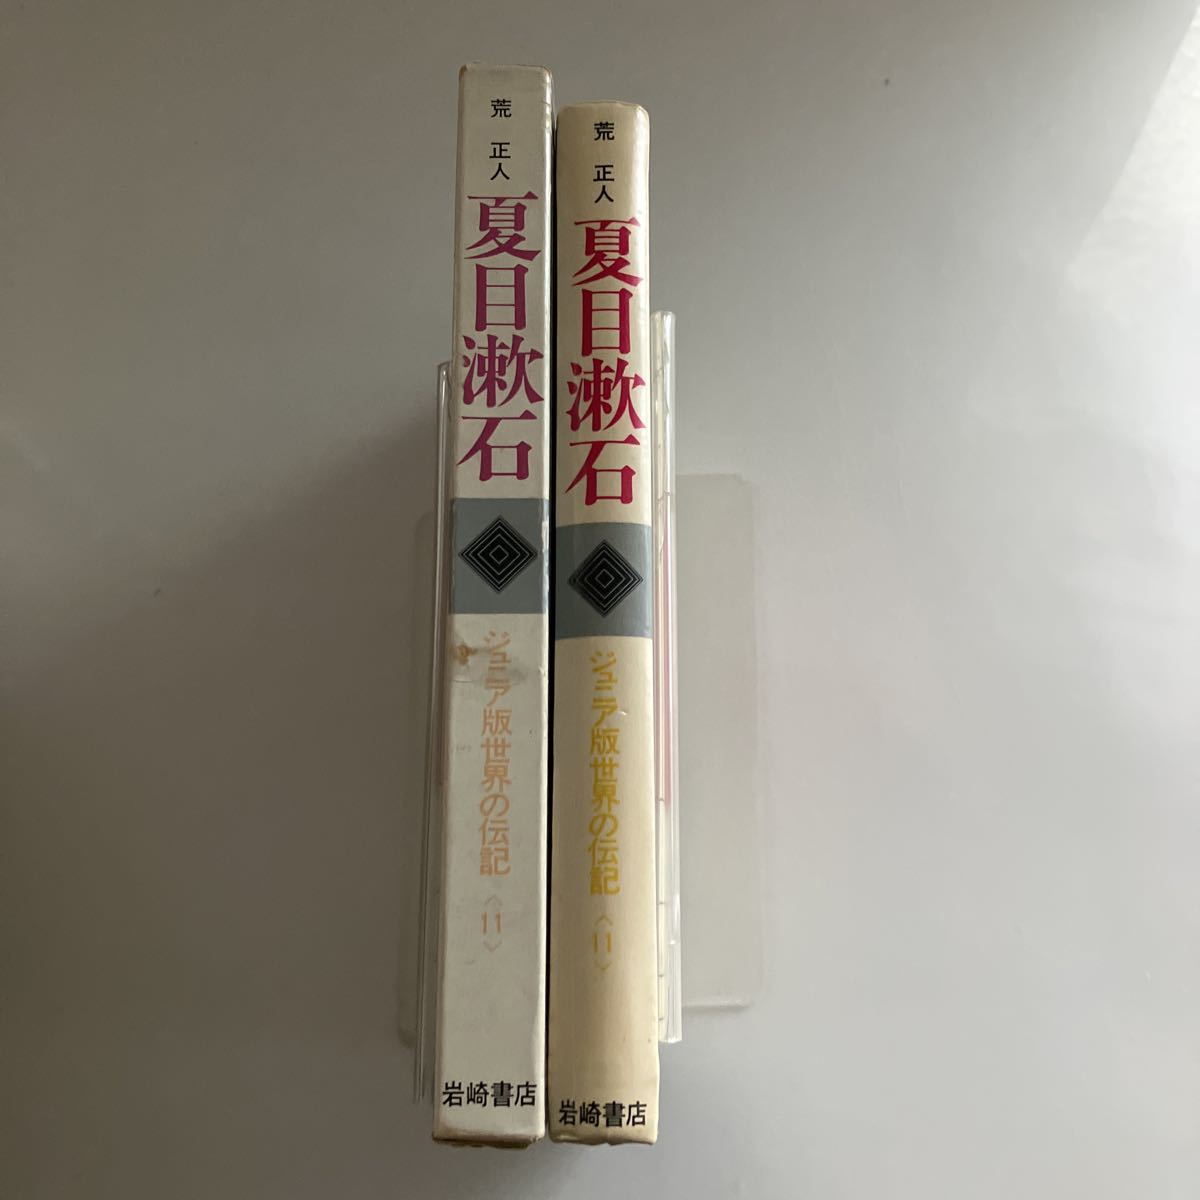 荒 正人
夏目漱石
ジュニア版世界の伝記〈11〉
岩崎書店
荒 正人
夏目漱石
ジュニア版世界の伝記〈11〉
岩崎書店